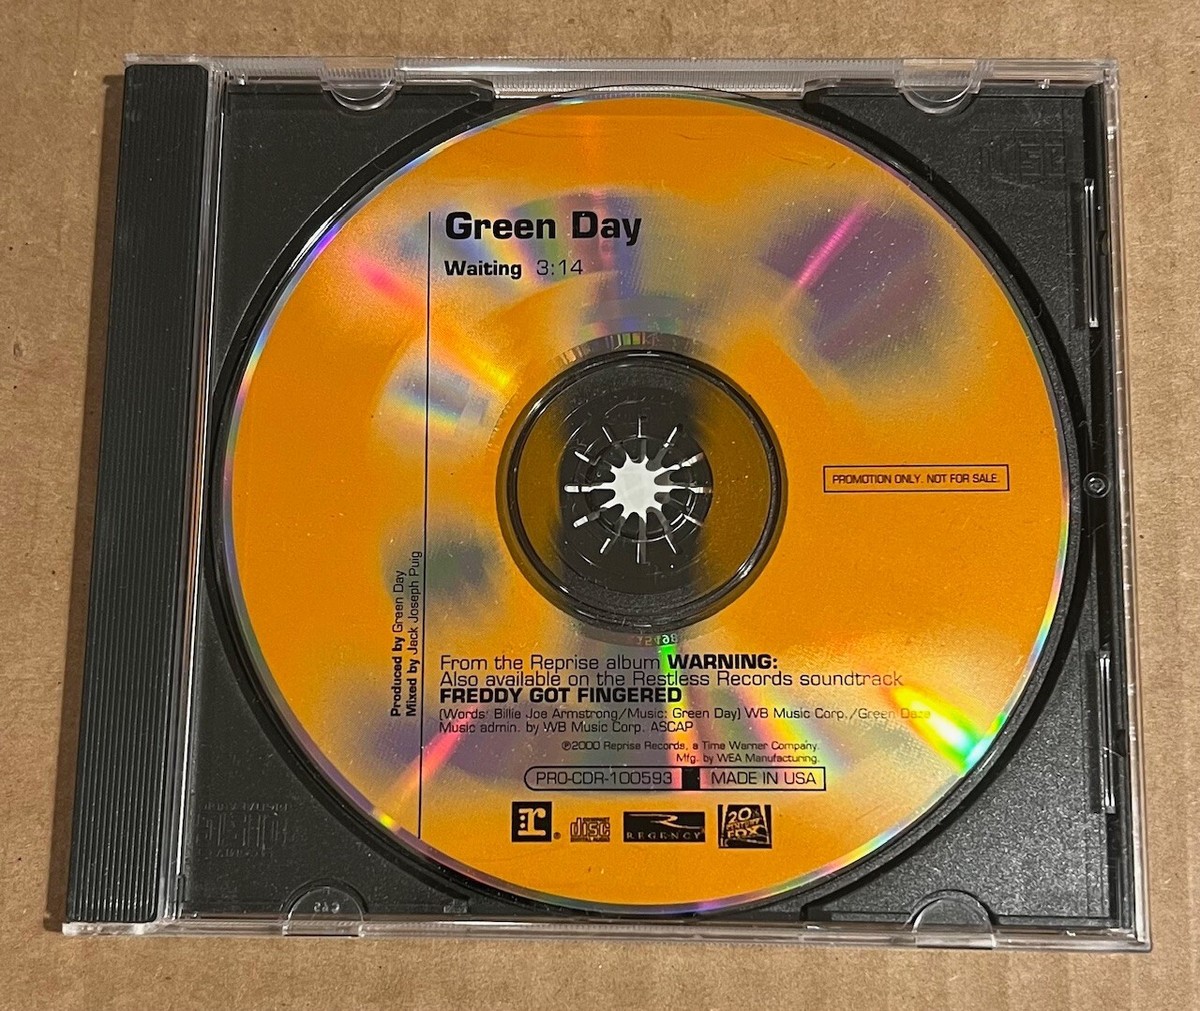 Green Day
Waiting 3:14
PROMOTION ONLY. NOT FOR SALE.
Produced by Green Day
Mixed by Jack Joseph Puig
From the Reprise album WARNING:
Also available on the Restless Records soundtrack
FREDDY GOT FINGERED
(Words: Billie Joe Armstrong/Music: Green Day) WB Music Corp./Green Daze
Music admin. by WB Music Corp. ASCAP
℗2000 Reprise Records, a Time Warner Company.
Mfg. by WEA Manufacturing.
PRO-CDR-100593 MADE IN USA
r ® disc REGENCY 20th CENTURY FOX